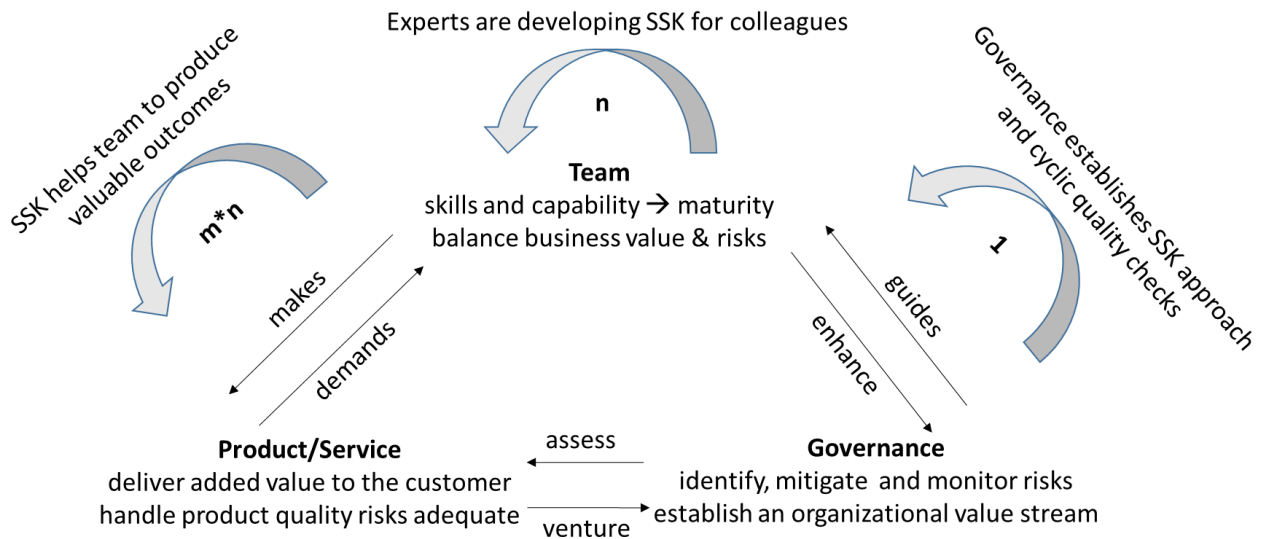 Experts are developing SSK for colleagues
SSK helps team to produce
valuable outcomes
Governance establishes SSK approach
and cyclic quality checks
n
m*n
1
Team
skills and capability → maturity
balance business value & risks
makes
demands
guides
enhance
Product/Service
deliver added value to the customer
handle product quality risks adequate
assess
venture
Governance
identify, mitigate and monitor risks
establish an organizational value stream